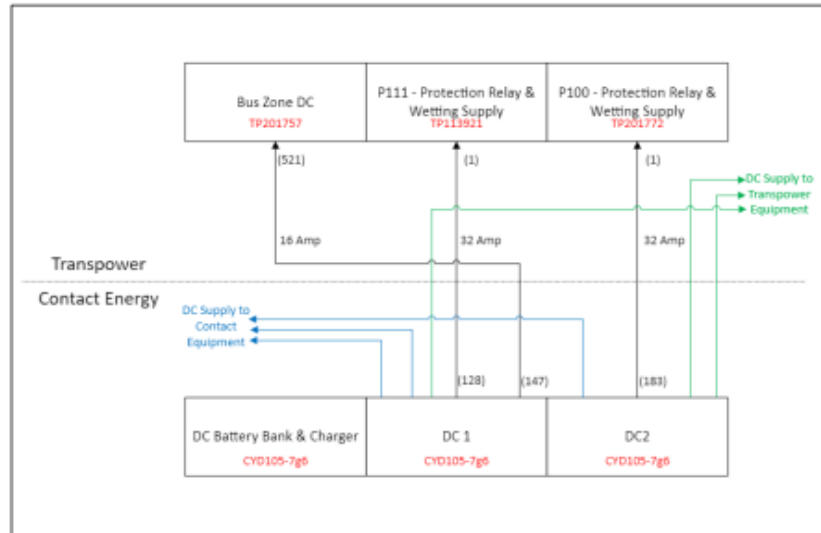 Bus Zone DC
TP201757
P111 - Protection Relay &
Wetting Supply
TP113921
P100 - Protection Relay &
Wetting Supply
TP201772
(521)
(1)
(1)
DC Supply to
Transpower
Equipment
16 Amp
32 Amp
32 Amp
Transpower
Contact Energy
DC Supply to
Contact
Equipment
(128)
(147)
(183)
DC Battery Bank & Charger
CYD105-7g6
DC 1
CYD105-7g6
DC2
CYD105-7g6